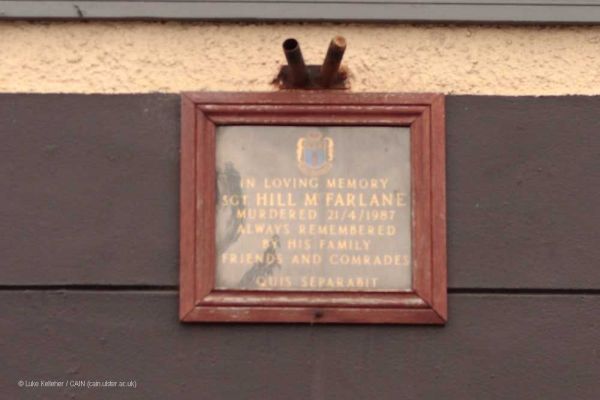 IN LOVING MEMORY
SGT HILL MCFARLANE
MURDERED 21/4/1987
ALWAYS REMEMBERED
BY HIS FAMILY
FRIENDS AND COMRADES
QUIS SEPARABIT
© Luke Kelleher / CAIN (cain.ulster.ac.uk)